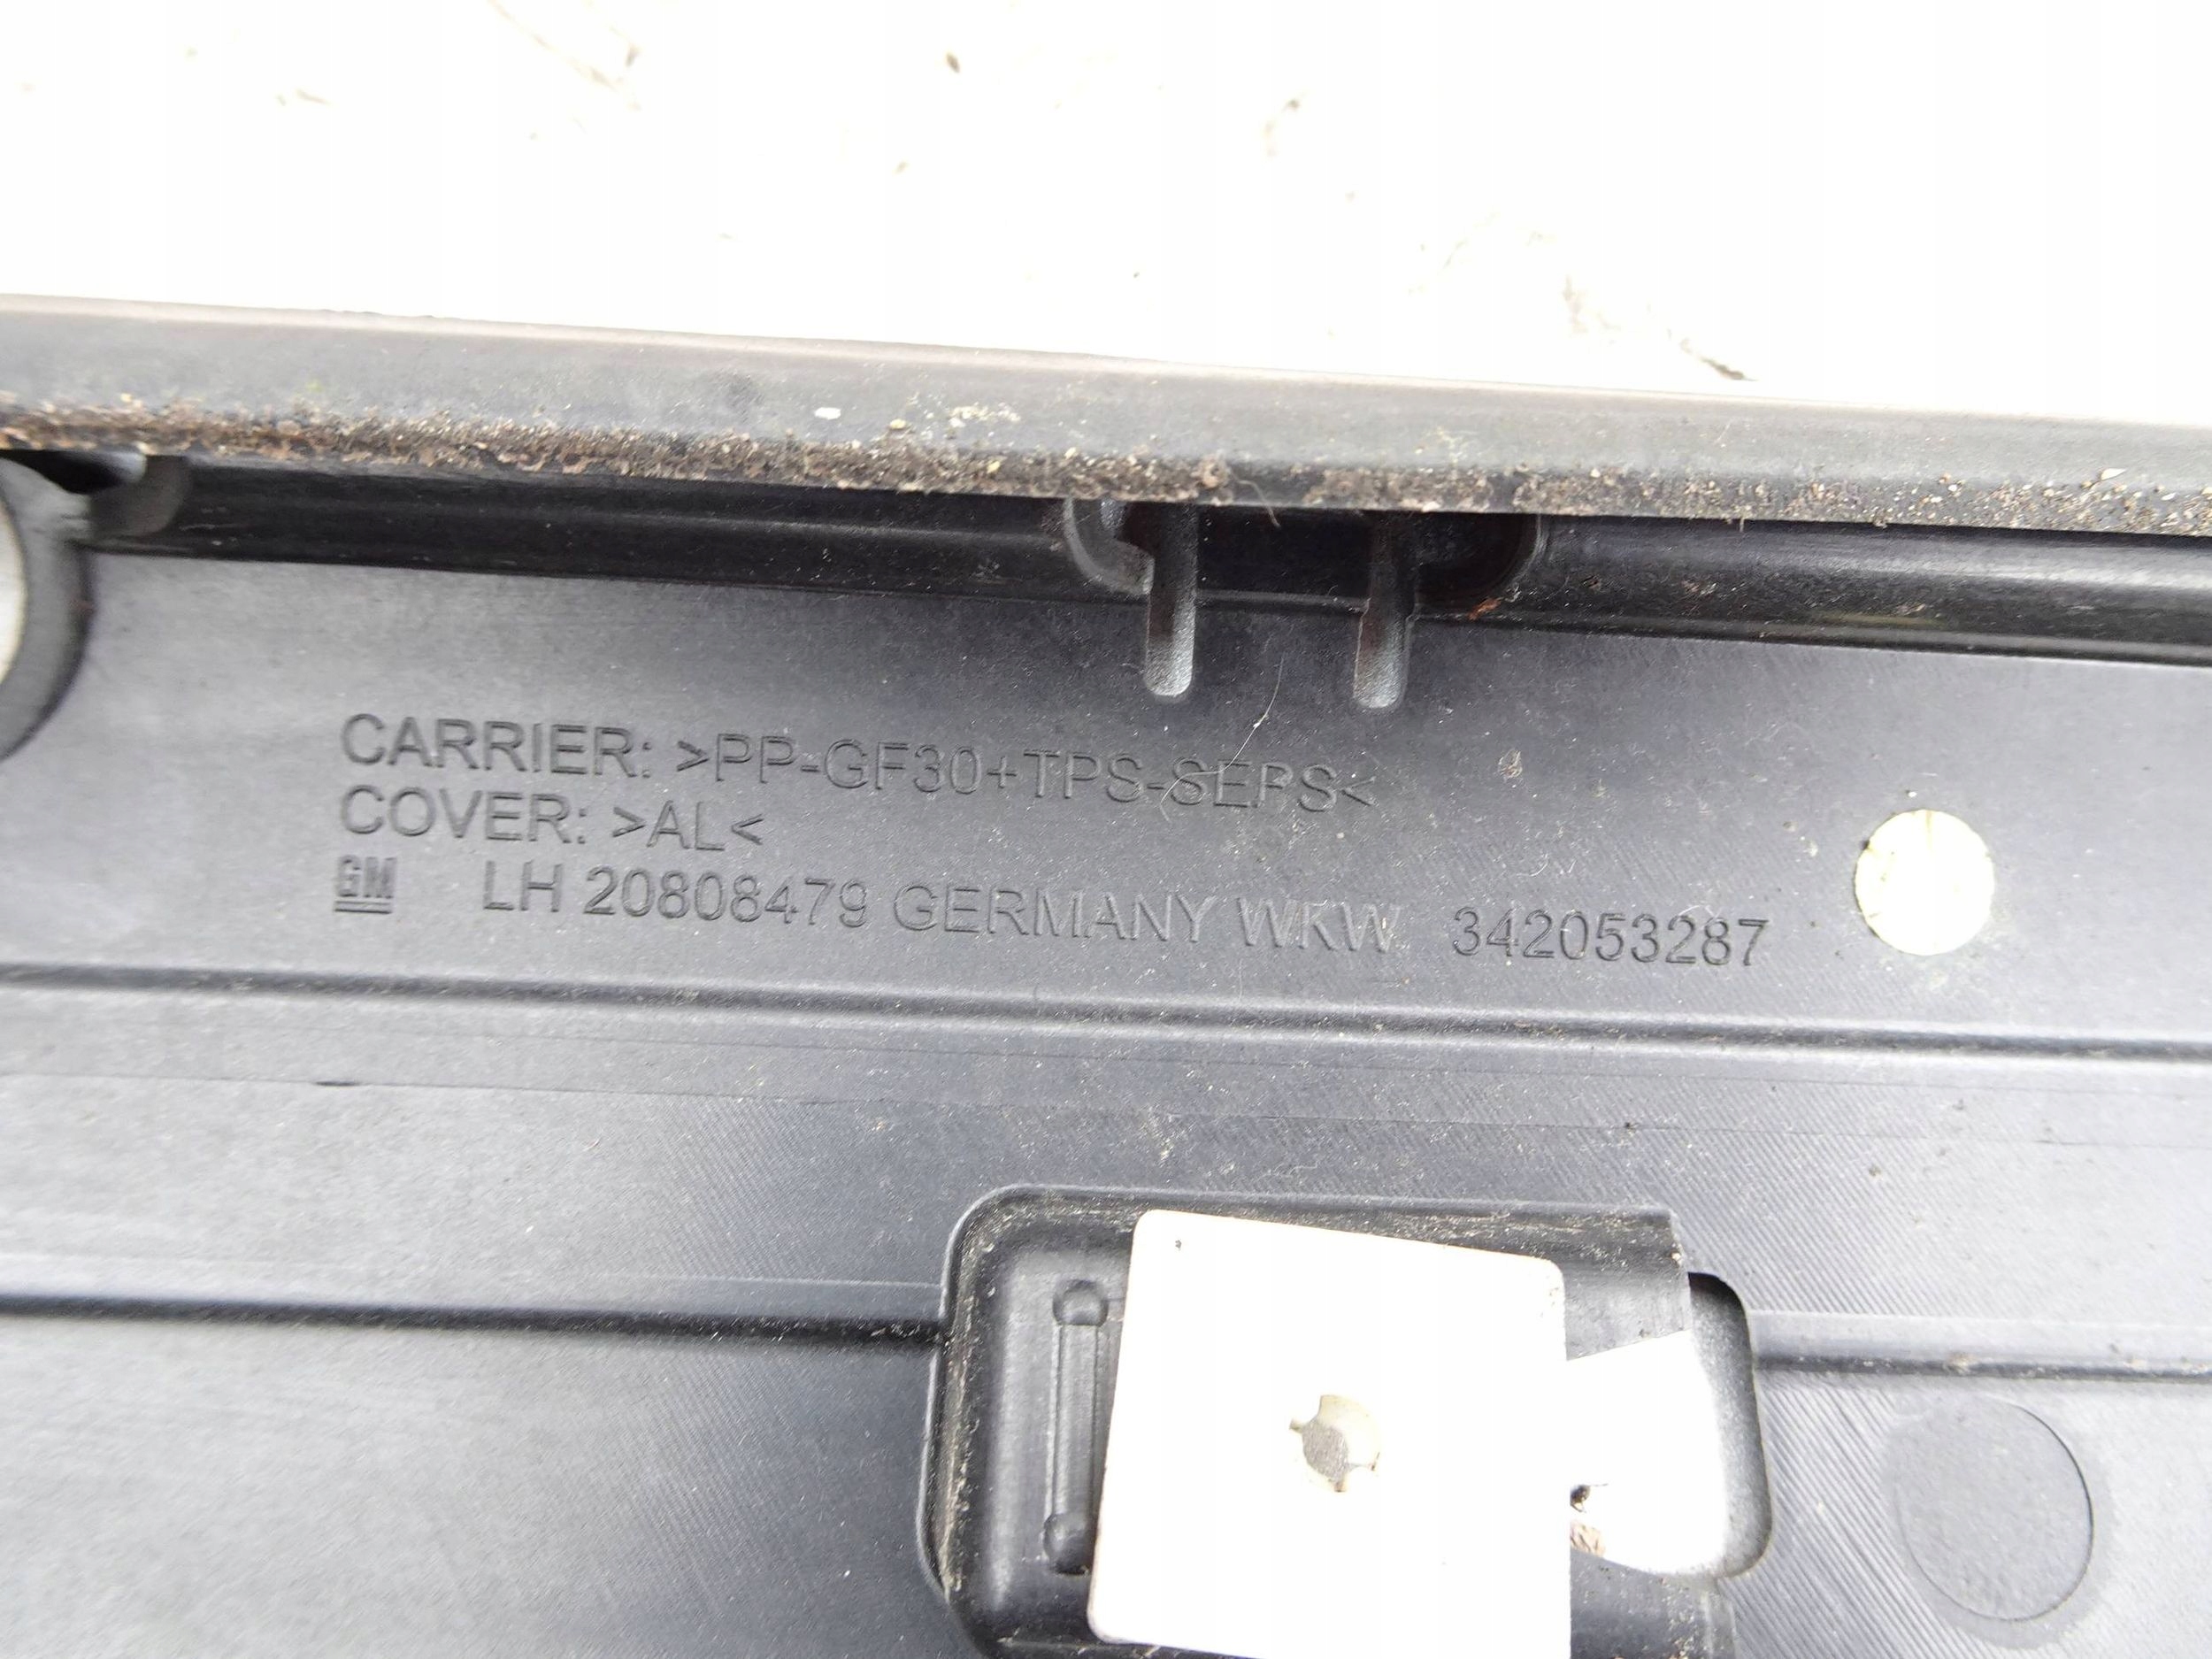 CARRIER: >PP-GF30+TPS-SEPS<
COVER: >AL<
GM LH 20808479 GERMANY WKW 342053287